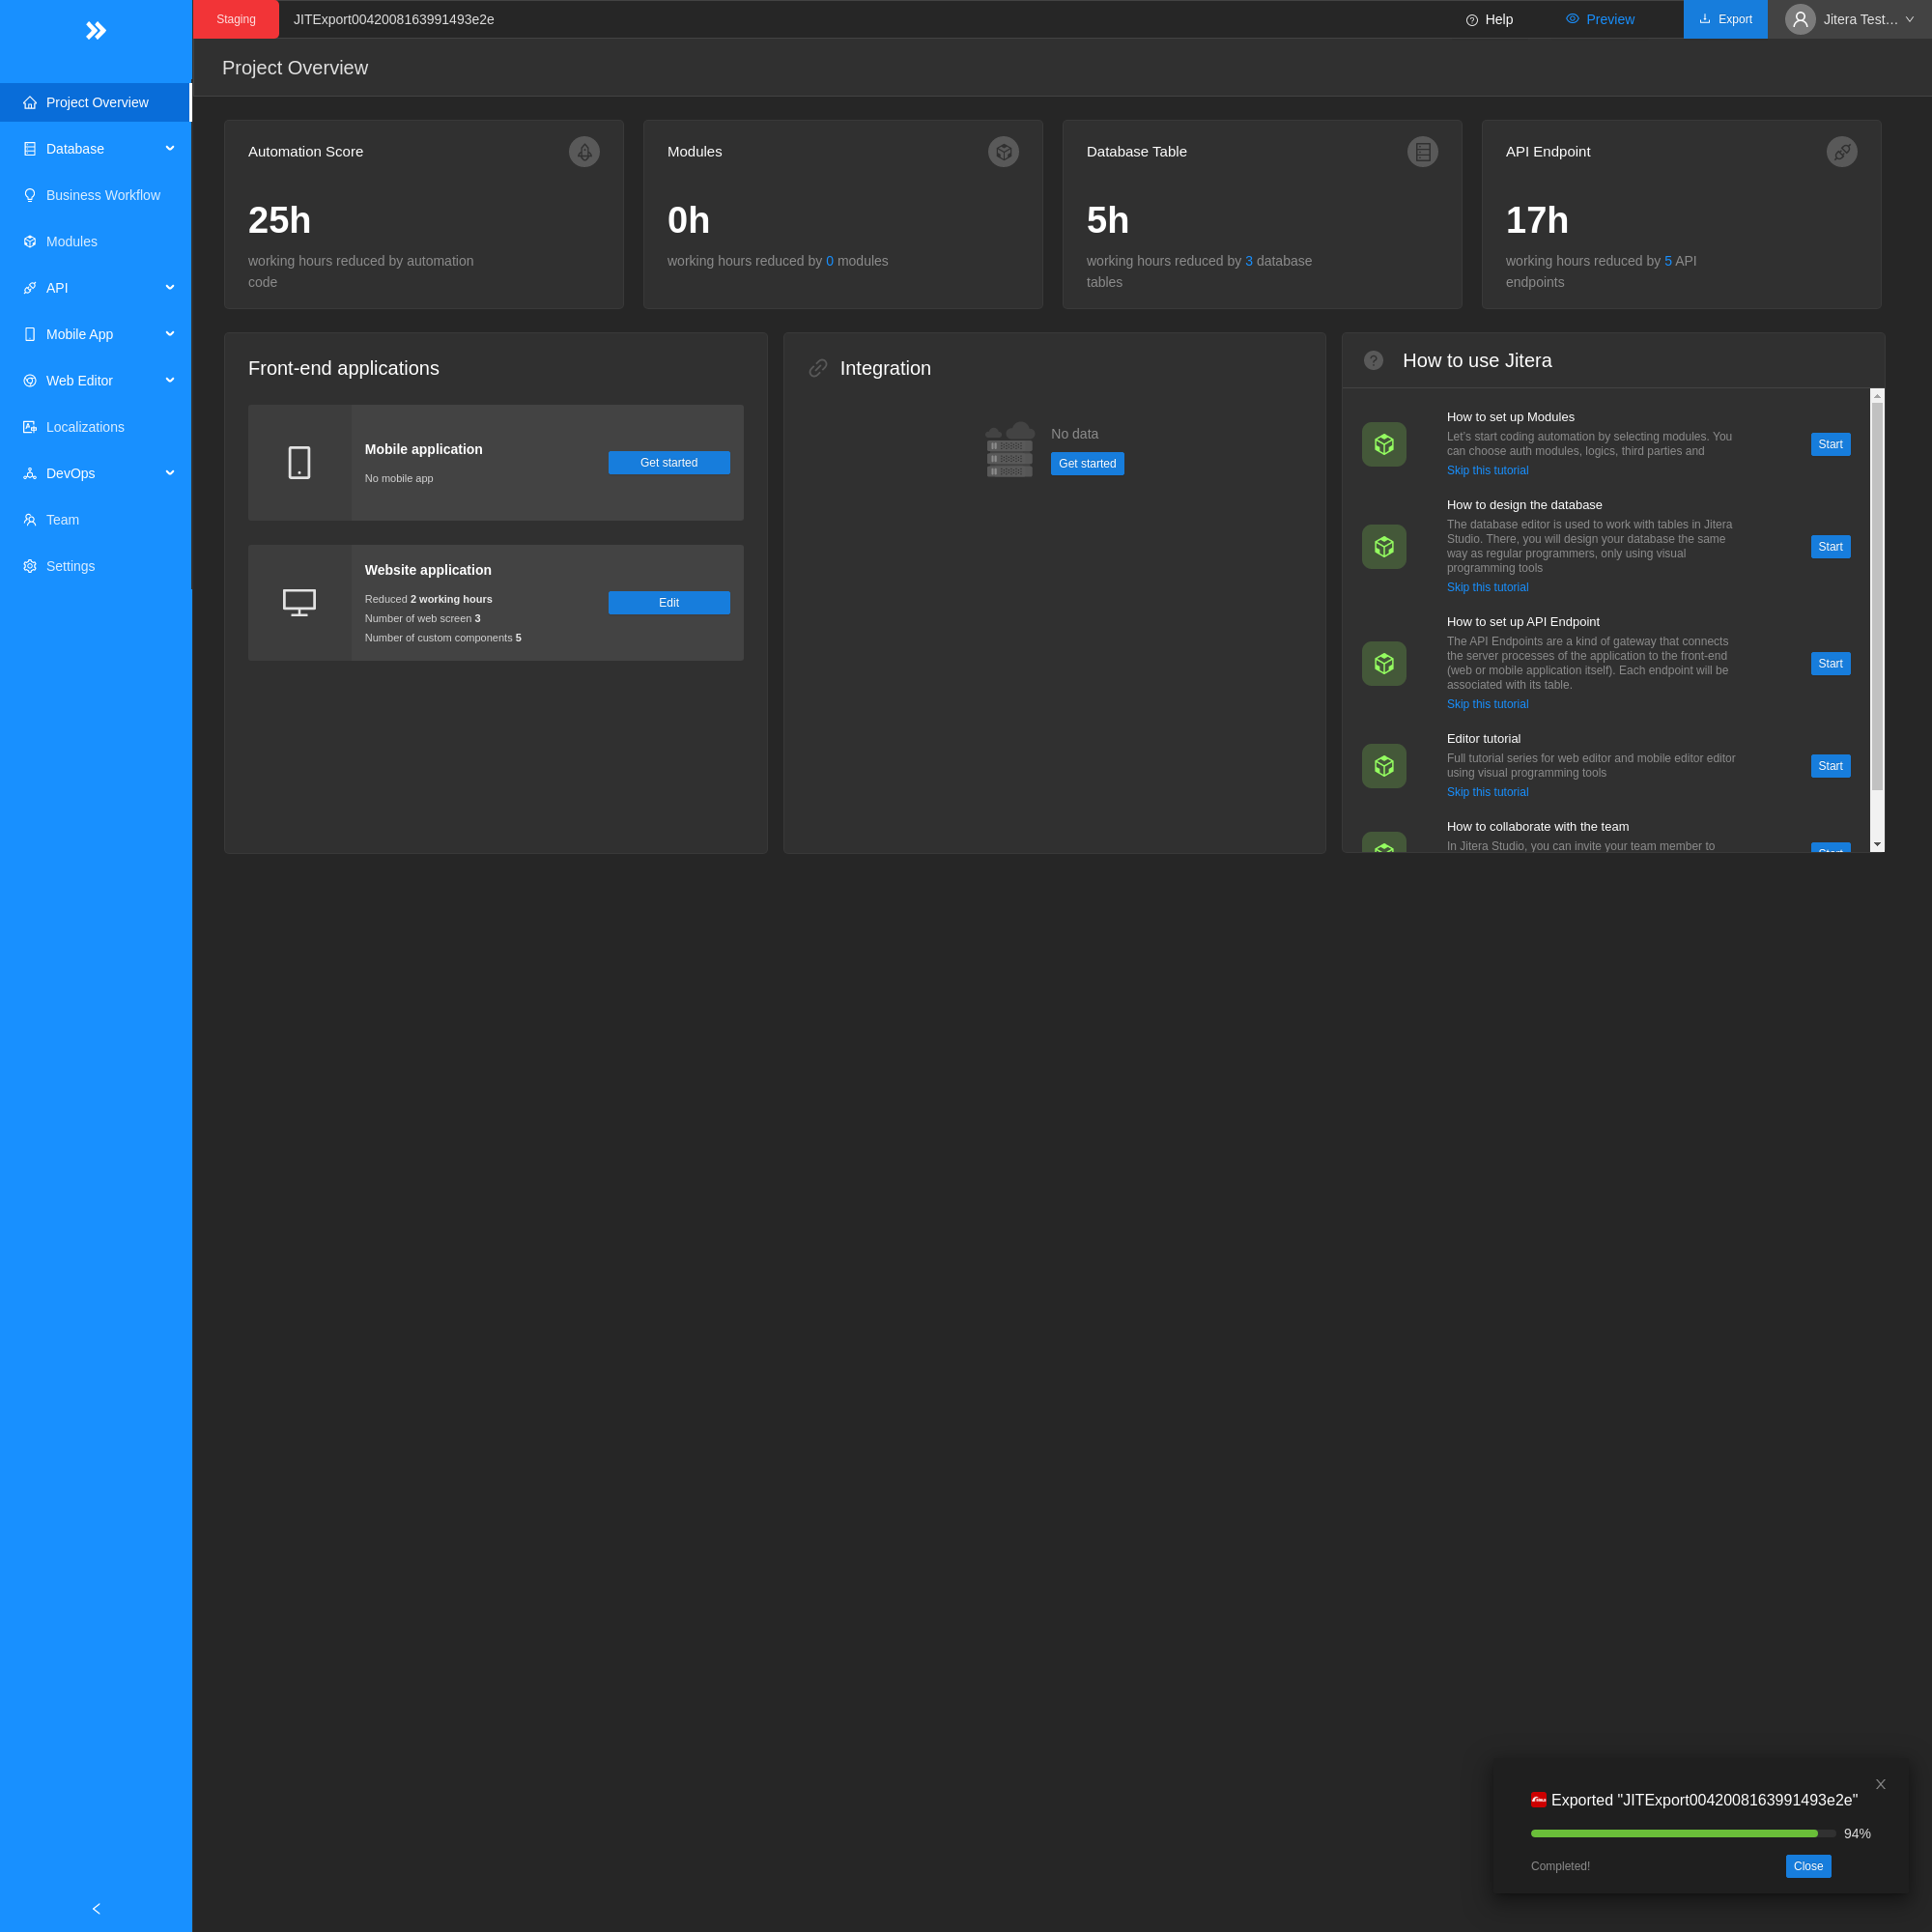 Staging
JITExport0042008163991493e2e
Help
Preview
Export
Jitera Test...
Project Overview
Project Overview
Database
Business Workflow
Modules
API
Mobile App
Web Editor
Localizations
DevOps
Team
Settings
Automation Score
25h
working hours reduced by automation
code
Modules
0h
working hours reduced by 0 modules
Database Table
5h
working hours reduced by 3 database
tables
API Endpoint
17h
working hours reduced by 5 API
endpoints
Front-end applications
Mobile application
No mobile app
Get started
Website application
Reduced 2 working hours
Number of web screen 3
Number of custom components 5
Edit
Integration
No data
Get started
How to use Jitera
How to set up Modules
Let's start coding automation by selecting modules. You
can choose auth modules, logics, third parties and
Skip this tutorial
Start
How to design the database
The database editor is used to work with tables in Jitera
Studio. There, you will design your database the same
way as regular programmers, only using visual
programming tools
Skip this tutorial
Start
How to set up API Endpoint
The API Endpoints are a kind of gateway that connects
the server processes of the application to the front-end
(web or mobile application itself). Each endpoint will be
associated with its table.
Skip this tutorial
Start
Editor tutorial
Full tutorial series for web editor and mobile editor editor
using visual programming tools
Skip this tutorial
Start
How to collaborate with the team
In Jitera Studio, you can invite your team member to
Start
Exported "JITExport0042008163991493e2e"
94%
Completed!
Close